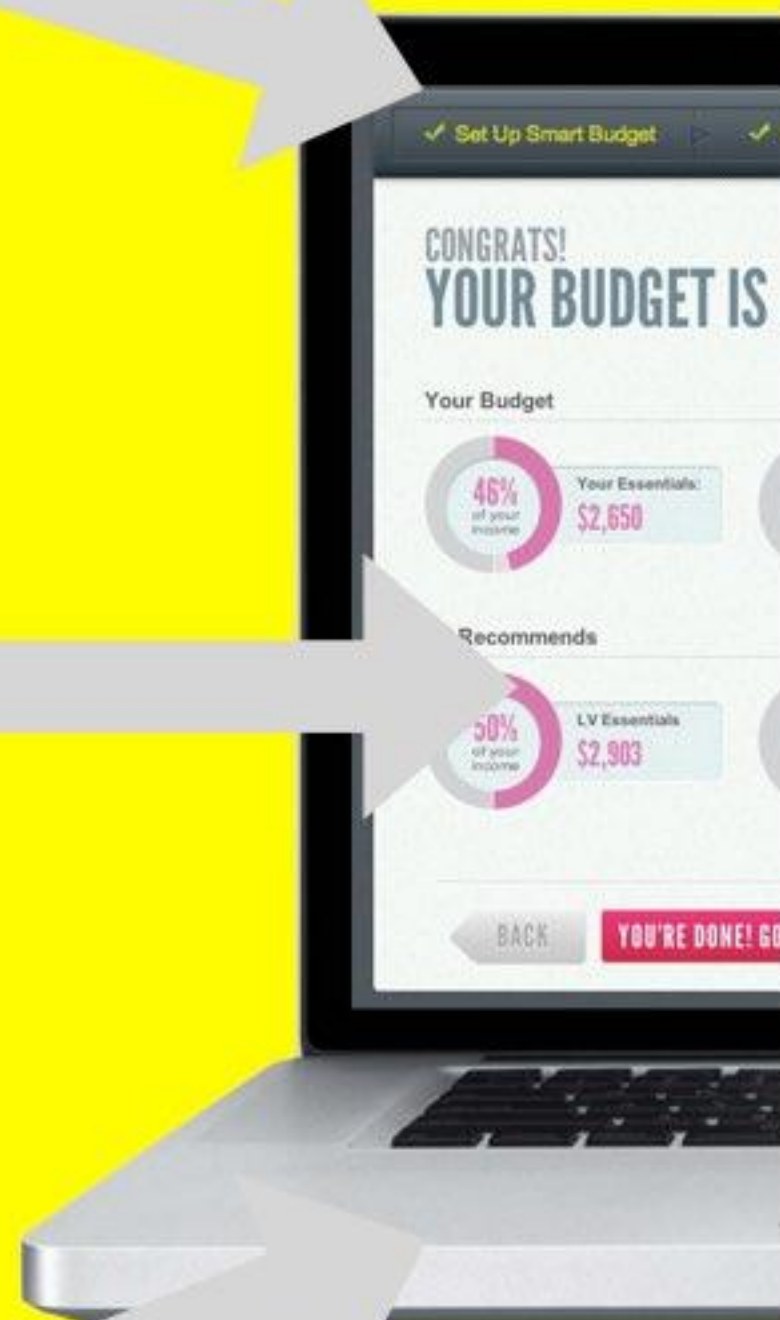 ✓ Set Up Smart Budget ✓
CONGRATS!
YOUR BUDGET IS
Your Budget
46%
of your
income
Your Essentials:
$2,650
Recommends
50%
of your
income
LV Essentials
$2,903
BACK
YOU'RE DONE! GO